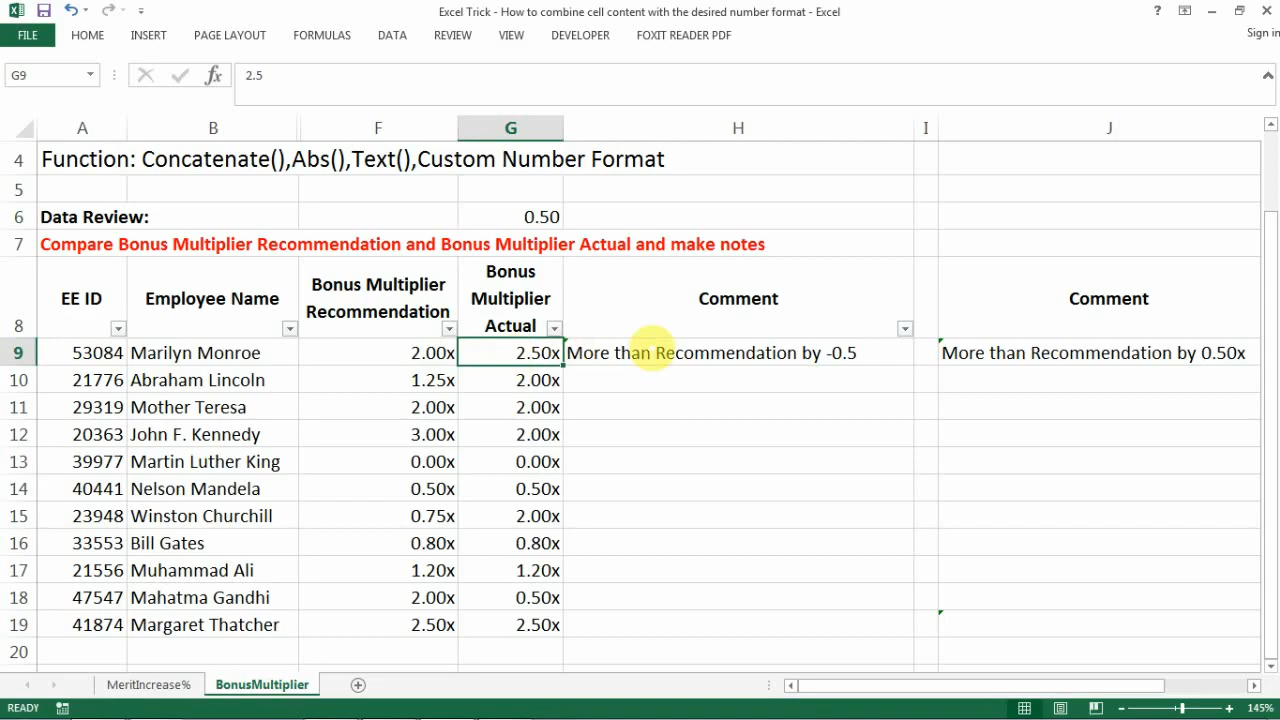 Excel Trick - How to combine cell content with the desired number format - Excel
?
FILE HOME INSERT PAGE LAYOUT FORMULAS DATA REVIEW VIEW DEVELOPER FOXIT READER PDF Sign in
G9 fx 2.5
A B F G H I J
4 Function: Concatenate(),Abs(),Text(),Custom Number Format
5
6 Data Review: 0.50
7 Compare Bonus Multiplier Recommendation and Bonus Multiplier Actual and make notes
8 EE ID Employee Name Bonus Multiplier Recommendation Bonus Multiplier Actual Comment Comment
9 53084 Marilyn Monroe 2.00x 2.50x More than Recommendation by -0.5 More than Recommendation by 0.50x
10 21776 Abraham Lincoln 1.25x 2.00x
11 29319 Mother Teresa 2.00x 2.00x
12 20363 John F. Kennedy 3.00x 2.00x
13 39977 Martin Luther King 0.00x 0.00x
14 40441 Nelson Mandela 0.50x 0.50x
15 23948 Winston Churchill 0.75x 2.00x
16 33553 Bill Gates 0.80x 0.80x
17 21556 Muhammad Ali 1.20x 1.20x
18 47547 Mahatma Gandhi 2.00x 0.50x
19 41874 Margaret Thatcher 2.50x 2.50x
20
MeritIncrease% BonusMultiplier
READY 145%